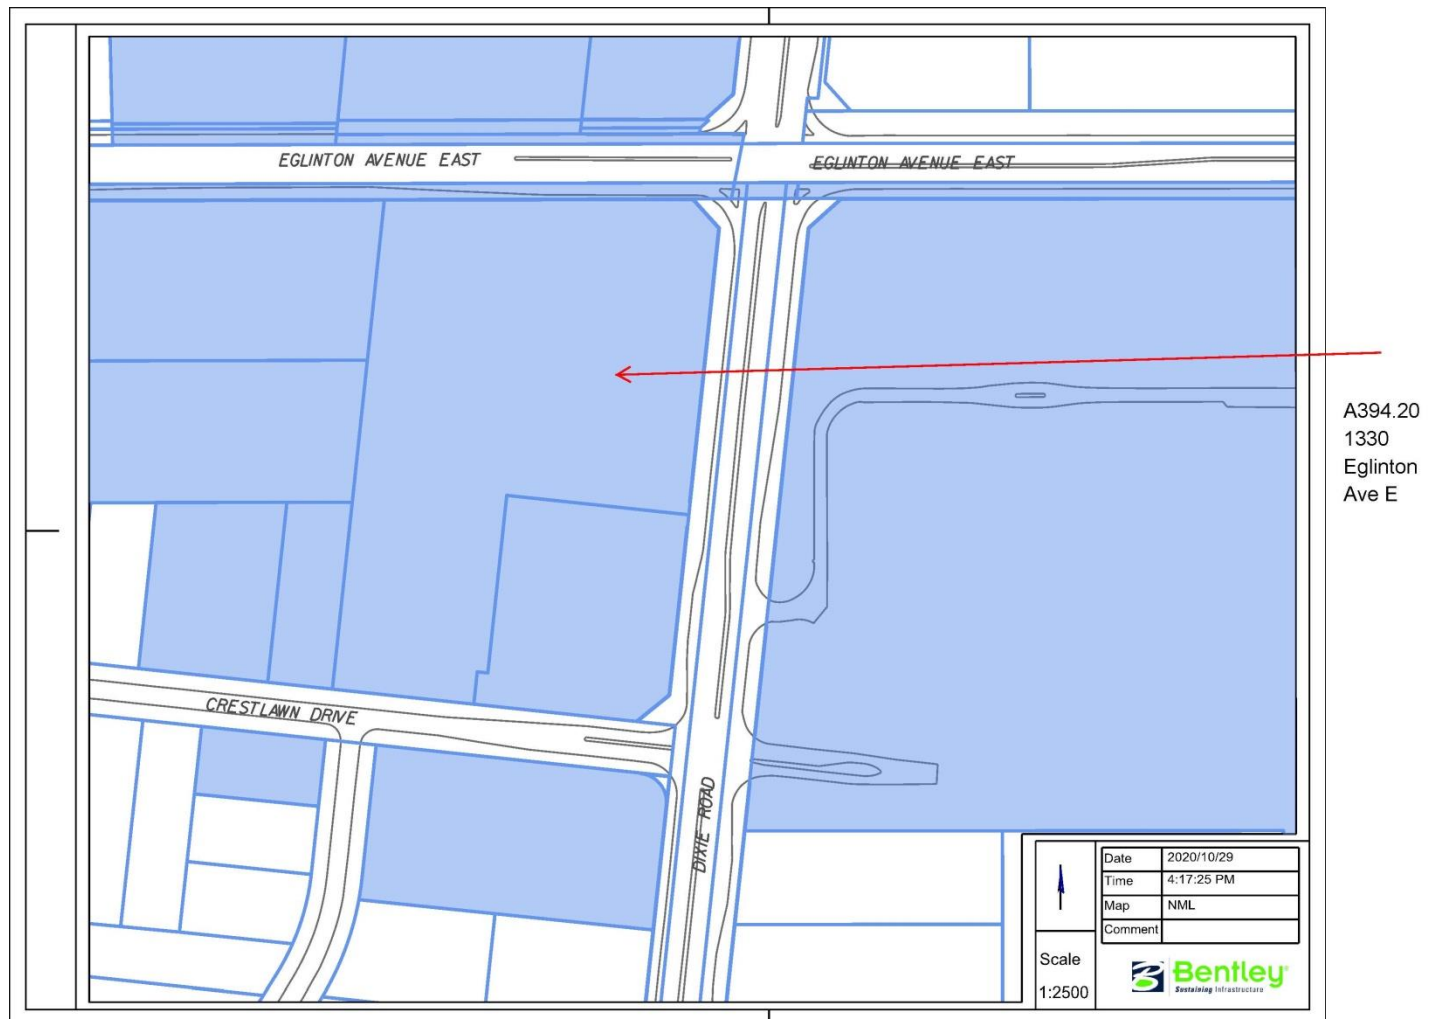 EGLINTON AVENUE EAST
EGLINTON AVENUE EAST
A394.20
1330
Eglinton
Ave E
CRESTLAWN DRIVE
DIXIE ROAD
Date 2020/10/29
Time 4:17:25 PM
Map NML
Comment
Scale
1:2500
Bentley
Sustaining Infrastructure